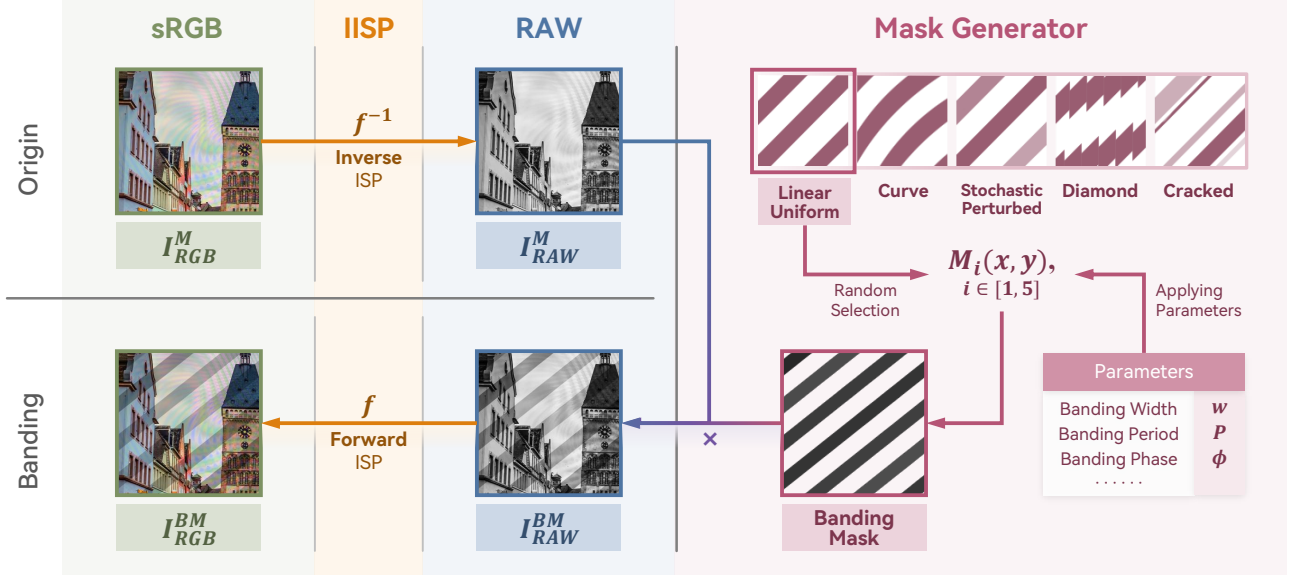 sRGB
IISP
RAW
Mask Generator
Origin
f⁻¹
Inverse
ISP
I^M_RGB
I^M_RAW
Linear
Uniform
Curve
Stochastic
Perturbed
Diamond
Cracked
M_i(x, y),
i ∈ [1, 5]
Random
Selection
Applying
Parameters
Banding
f
Forward
ISP
×
I^BM_RGB
I^BM_RAW
Banding
Mask
Parameters
Banding Width w
Banding Period P
Banding Phase ϕ
······